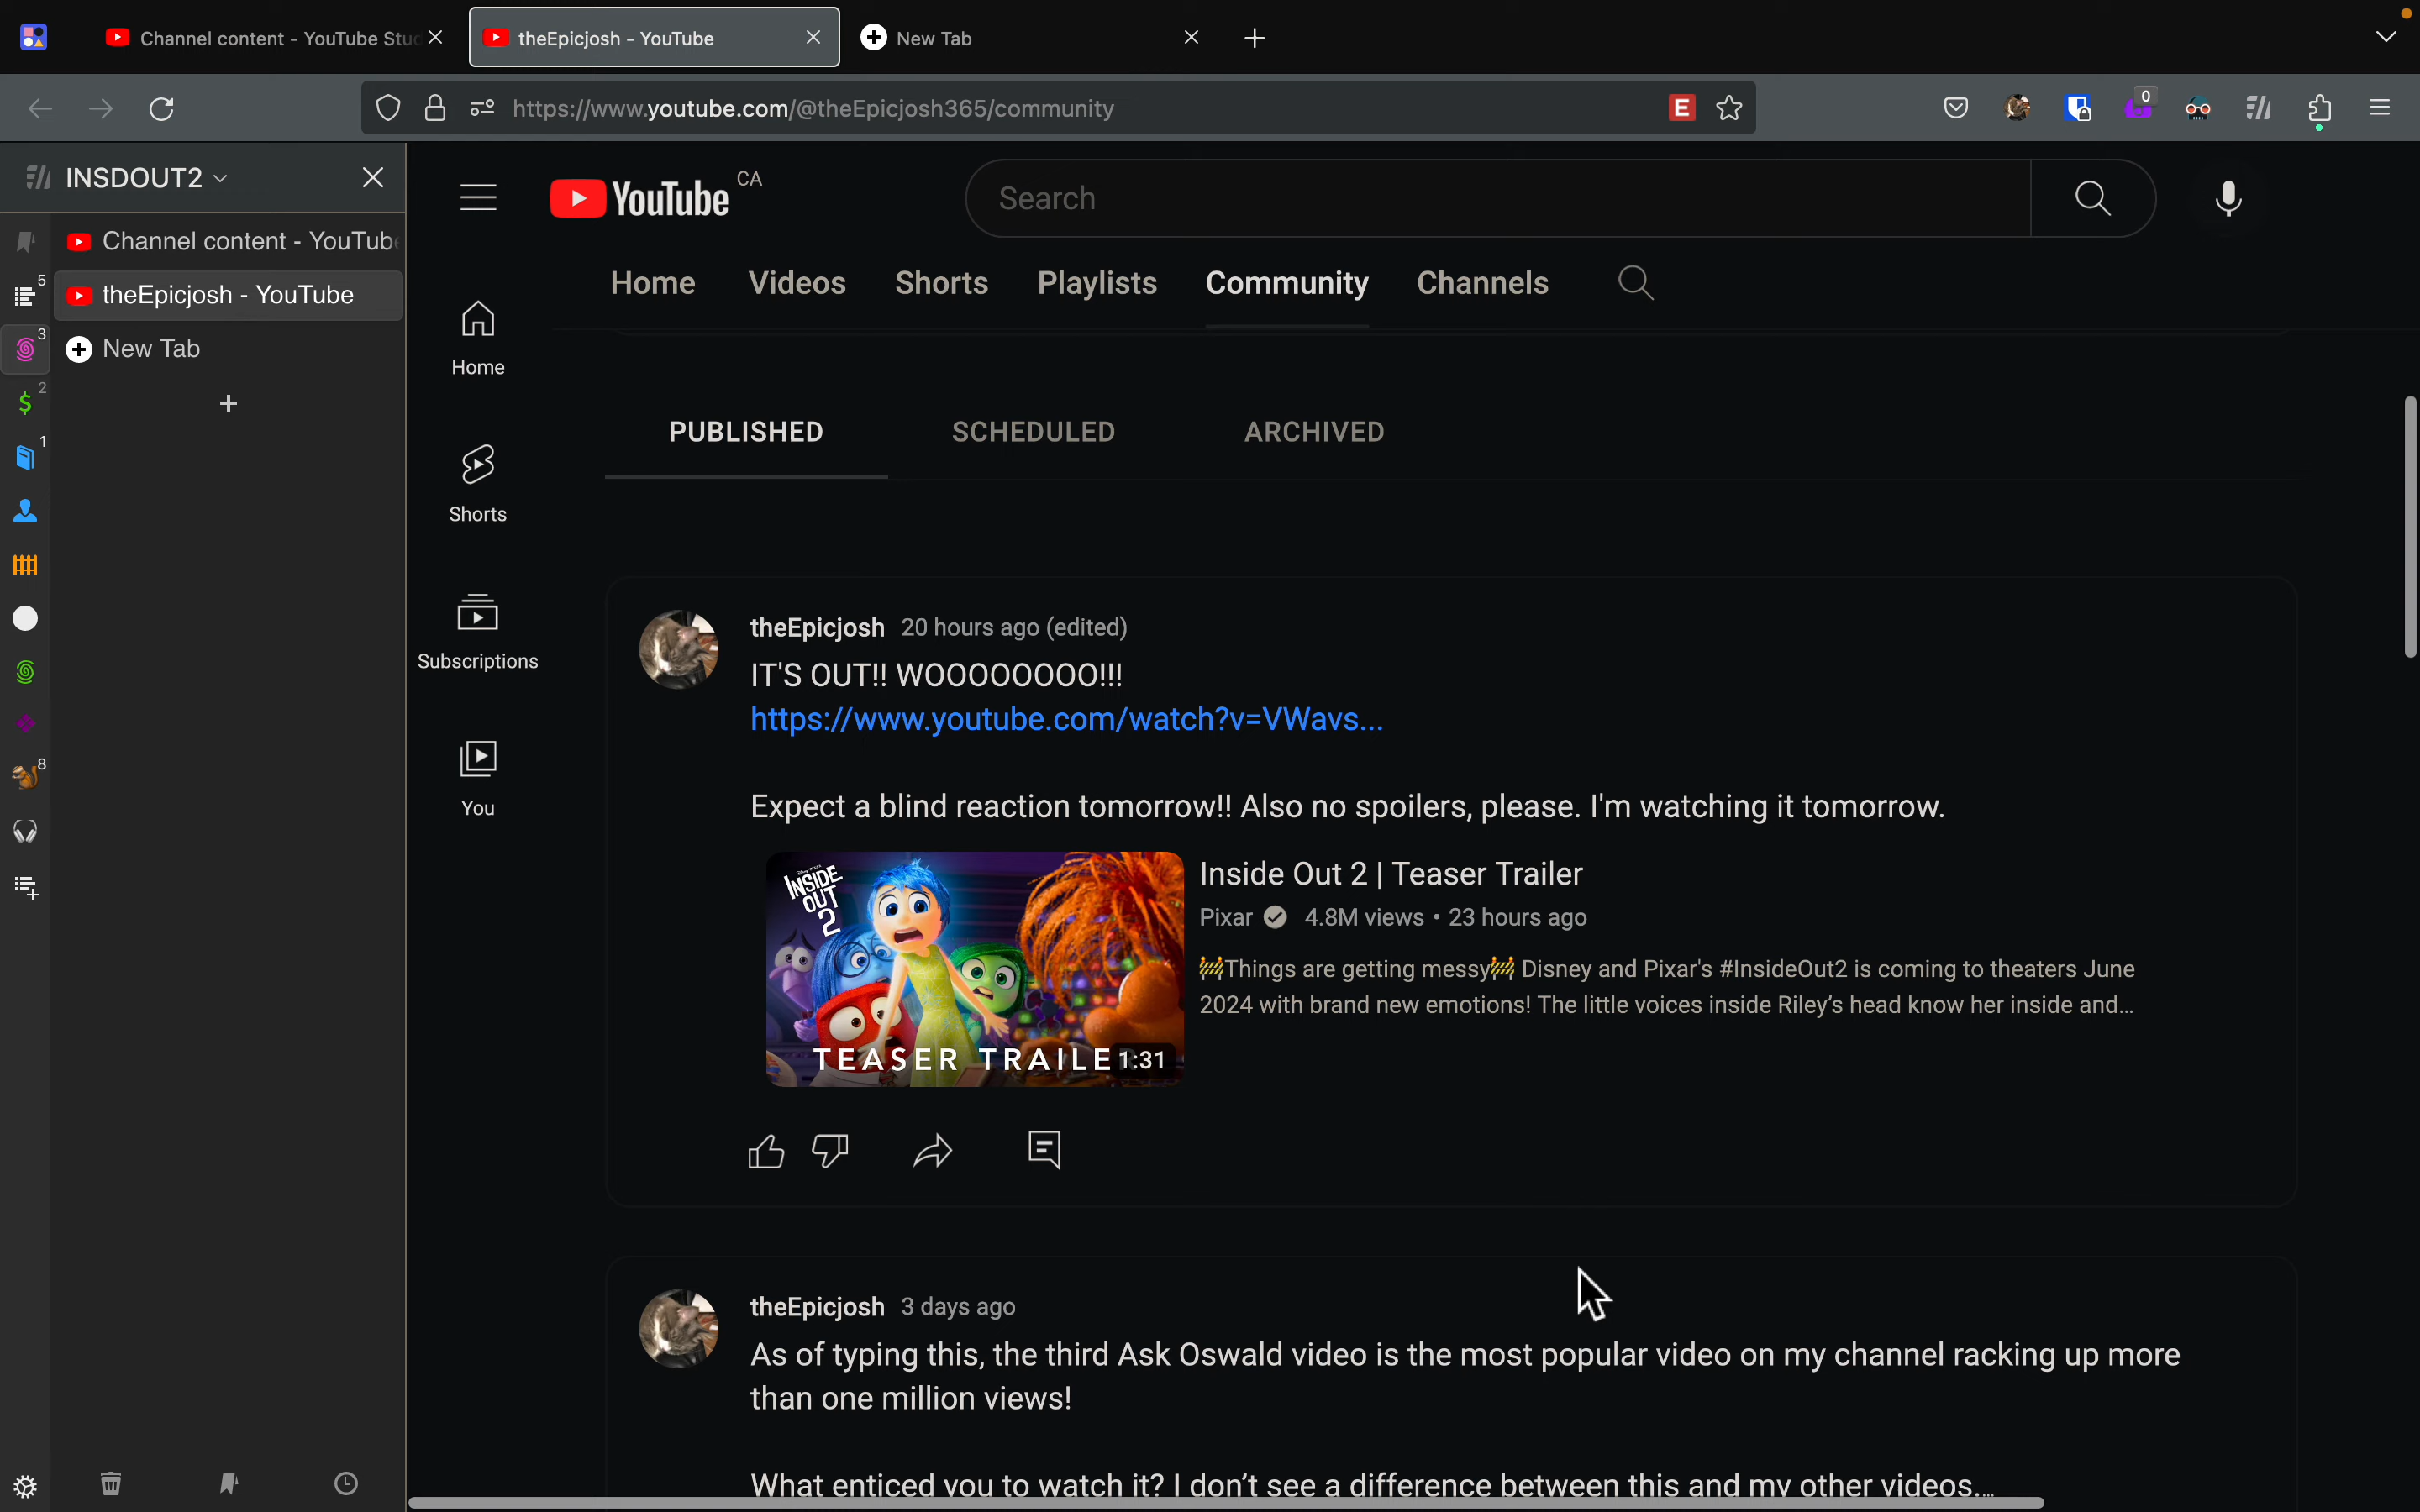 Channel content - YouTube Stu
theEpicjosh - YouTube
New Tab
https://www.youtube.com/@theEpicjosh365/community
E
0
INSDOUT2
Channel content - YouTube
5
theEpicjosh - YouTube
3
New Tab
2
1
8
YouTube CA
Search
Home
Shorts
Subscriptions
You
Home Videos Shorts Playlists Community Channels
PUBLISHED SCHEDULED ARCHIVED
theEpicjosh 20 hours ago (edited)
IT'S OUT!! WOOOOOOOO!!!
https://www.youtube.com/watch?v=VWavs...
Expect a blind reaction tomorrow!! Also no spoilers, please. I'm watching it tomorrow.
INSIDE
OUT
2
TEASER TRAILE
1:31
Inside Out 2 | Teaser Trailer
Pixar 4.8M views • 23 hours ago
🚧Things are getting messy🚧 Disney and Pixar's #InsideOut2 is coming to theaters June
2024 with brand new emotions! The little voices inside Riley’s head know her inside and...
theEpicjosh 3 days ago
As of typing this, the third Ask Oswald video is the most popular video on my channel racking up more
than one million views!
What enticed you to watch it? I don’t see a difference between this and my other videos....